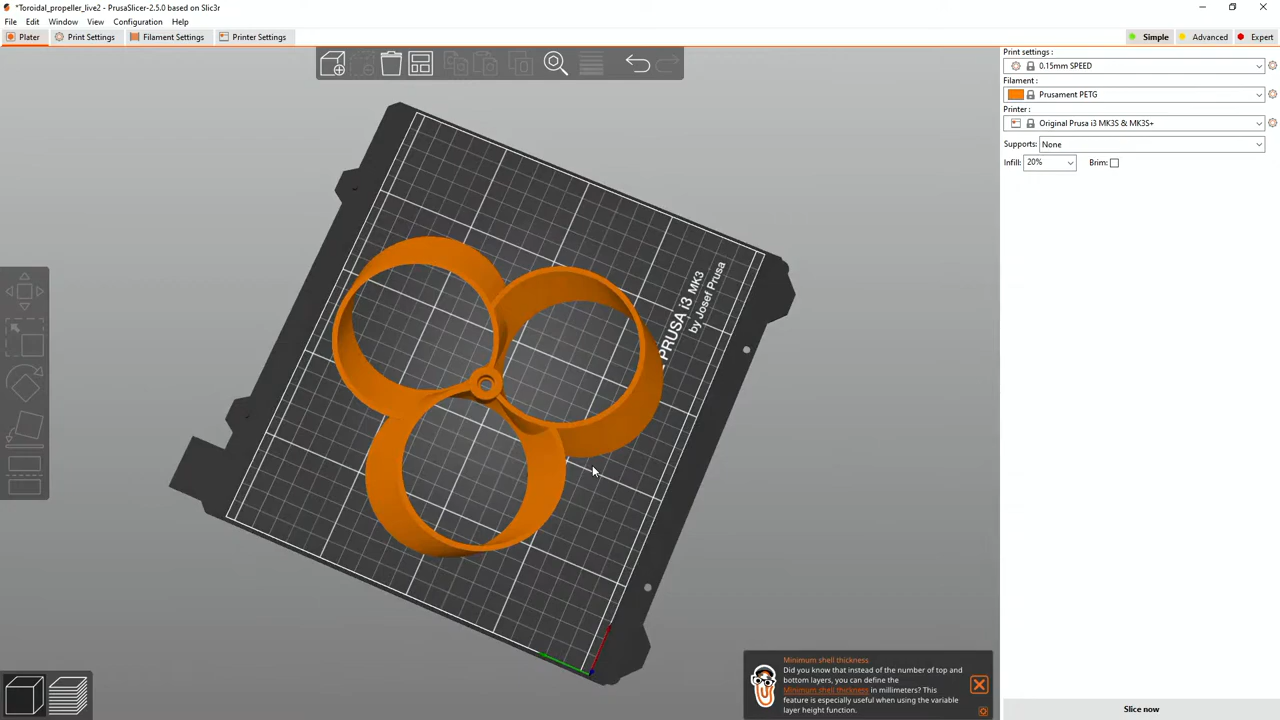 *Toroidal_propeller_live2 - PrusaSlicer-2.5.0 based on Slic3r
File Edit Window View Configuration Help
Plater Print Settings Filament Settings Printer Settings Simple Advanced Expert
Print settings :
0.15mm SPEED
Filament :
Prusament PETG
Printer :
Original Prusa i3 MK3S & MK3S+
Supports: None
Infill: 20% Brim:
PRUSA i3 MK3
by Josef Prusa
Minimum shell thickness
Did you know that instead of the number of top and
bottom layers, you can define the
Minimum shell thickness in millimeters? This
feature is especially useful when using the variable
layer height function.
Slice now